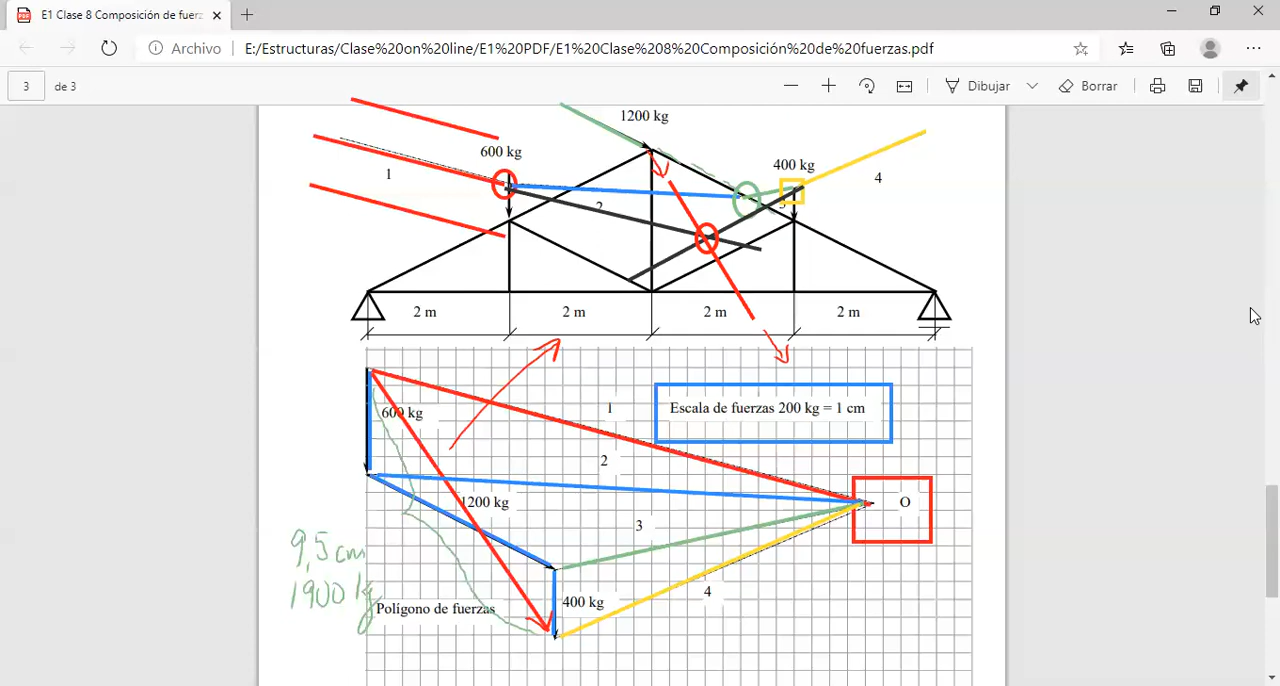 E1 Clase 8 Composición de fuerz
Archivo E:/Estructuras/Clase%20on%20line/E1%20PDF/E1%20Clase%208%20Composición%20de%20fuerzas.pdf
3 de 3 Dibujar Borrar
1200 kg
600 kg
400 kg
1
4
2
3
2 m 2 m 2 m 2 m
600 kg
1
Escala de fuerzas 200 kg = 1 cm
2
1200 kg
O
3
9,5 cm
1900 kg
400 kg
4
Polígono de fuerzas